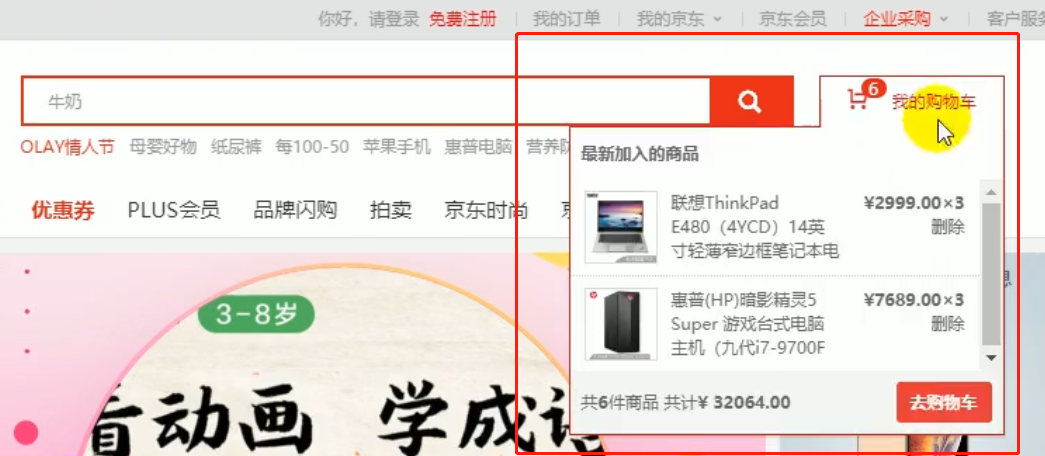 你好，请登录 免费注册 我的订单 我的京东 京东会员 企业采购 客户服务
牛奶
6 我的购物车
OLAY情人节 母婴好物 纸尿裤 每100-50 苹果手机 惠普电脑 营养
优惠券 PLUS会员 品牌闪购 拍卖 京东时尚
最新加入的商品
联想ThinkPad ¥2999.00×3
E480（4YCD）14英 删除
寸轻薄窄边框笔记本电
惠普(HP)暗影精灵5 ¥7689.00×3
Super 游戏台式电脑 删除
主机（九代i7-9700F
共6件商品 共计¥ 32064.00 去购物车
3-8岁
看动画 学成语